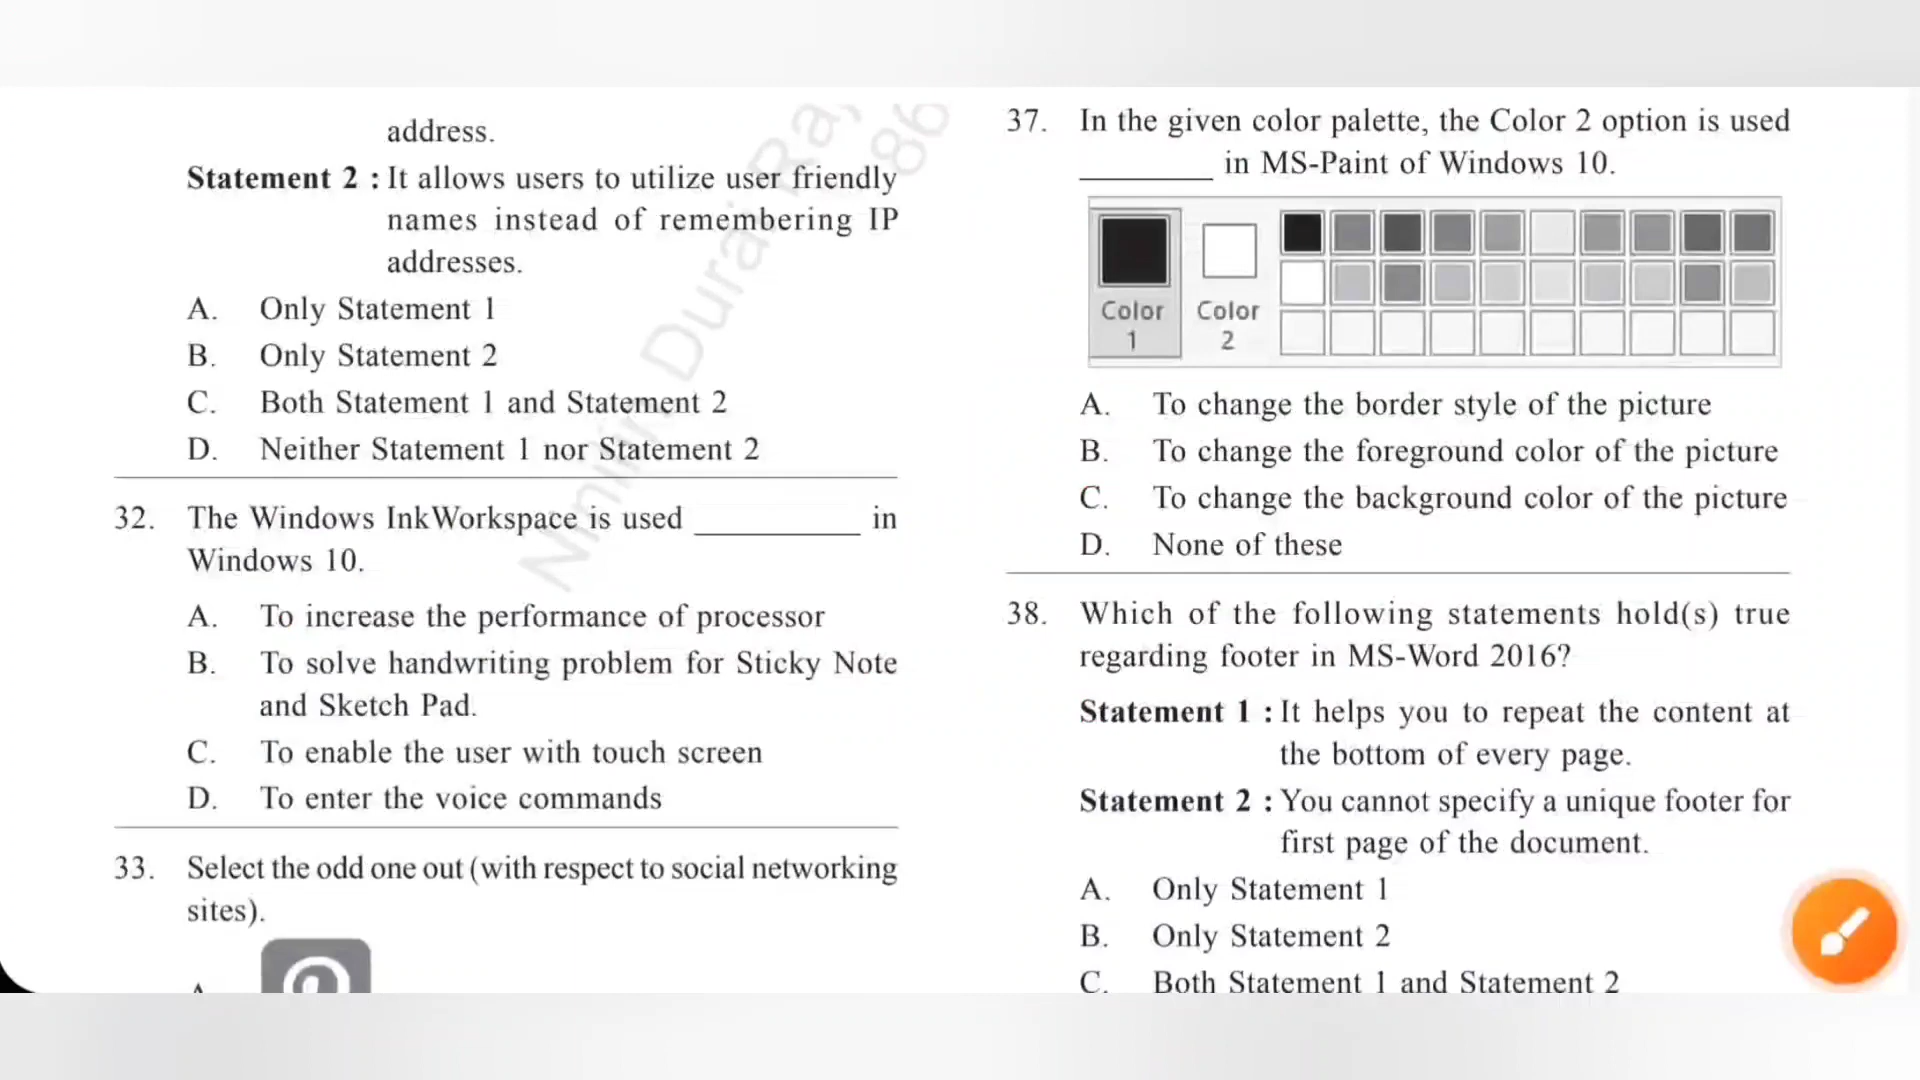 address.
Statement 2 : It allows users to utilize user friendly
names instead of remembering IP
addresses.
A. Only Statement 1
B. Only Statement 2
C. Both Statement 1 and Statement 2
D. Neither Statement 1 nor Statement 2
32. The Windows InkWorkspace is used __________ in
Windows 10.
A. To increase the performance of processor
B. To solve handwriting problem for Sticky Note
and Sketch Pad.
C. To enable the user with touch screen
D. To enter the voice commands
33. Select the odd one out (with respect to social networking
sites).
37. In the given color palette, the Color 2 option is used
________ in MS-Paint of Windows 10.
Color
1
Color
2
A. To change the border style of the picture
B. To change the foreground color of the picture
C. To change the background color of the picture
D. None of these
38. Which of the following statements hold(s) true
regarding footer in MS-Word 2016?
Statement 1 : It helps you to repeat the content at
the bottom of every page.
Statement 2 : You cannot specify a unique footer for
first page of the document.
A. Only Statement 1
B. Only Statement 2
C. Both Statement 1 and Statement 2